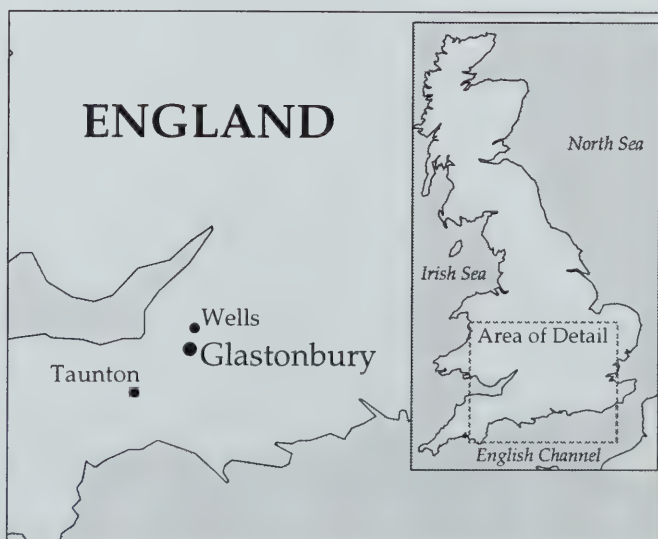 ENGLAND
Wells
Glastonbury
Taunton
North Sea
Irish Sea
Area of Detail
English Channel